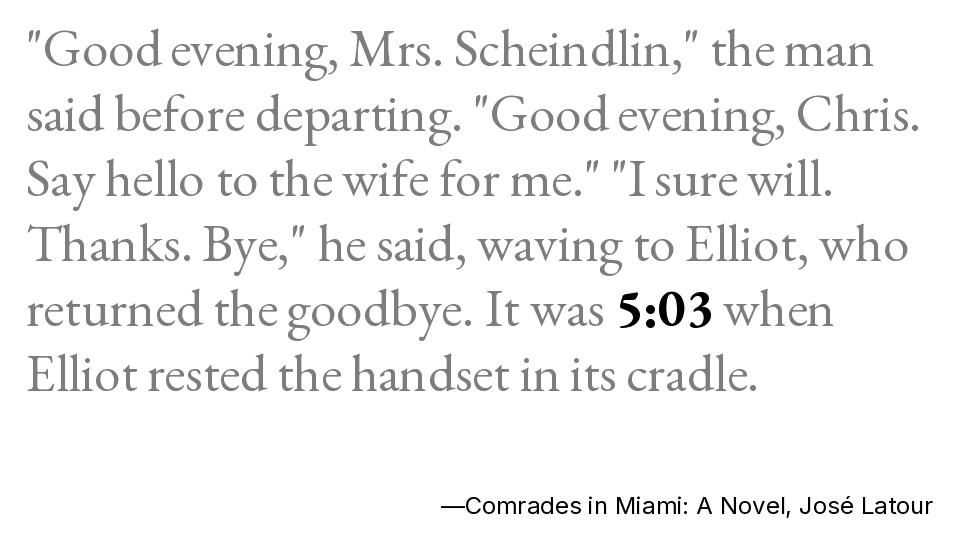 "Good evening, Mrs. Scheindlin," the man
said before departing. "Good evening, Chris.
Say hello to the wife for me." "I sure will.
Thanks. Bye," he said, waving to Elliot, who
returned the goodbye. It was 5:03 when
Elliot rested the handset in its cradle.
—Comrades in Miami: A Novel, José Latour